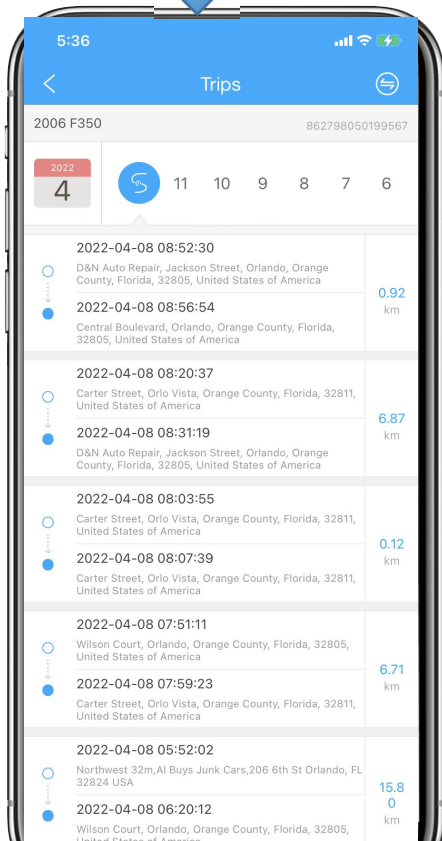 5:36
Trips
2006 F350
862798050199567
2022
4
11 10 9 8 7 6
2022-04-08 08:52:30
D&N Auto Repair, Jackson Street, Orlando, Orange
County, Florida, 32805, United States of America
0.92
km
2022-04-08 08:56:54
Central Boulevard, Orlando, Orange County, Florida,
32805, United States of America
2022-04-08 08:20:37
Carter Street, Orlo Vista, Orange County, Florida, 32811,
United States of America
6.87
km
2022-04-08 08:31:19
D&N Auto Repair, Jackson Street, Orlando, Orange
County, Florida, 32805, United States of America
2022-04-08 08:03:55
Carter Street, Orlo Vista, Orange County, Florida, 32811,
United States of America
0.12
km
2022-04-08 08:07:39
Carter Street, Orlo Vista, Orange County, Florida, 32811,
United States of America
2022-04-08 07:51:11
Wilson Court, Orlando, Orange County, Florida, 32805,
United States of America
6.71
km
2022-04-08 07:59:23
Carter Street, Orlo Vista, Orange County, Florida, 32811,
United States of America
2022-04-08 05:52:02
Northwest 32m,Al Buys Junk Cars,206 6th St Orlando, FL
32824 USA
15.8
0
km
2022-04-08 06:20:12
Wilson Court, Orlando, Orange County, Florida, 32805,
United States of America